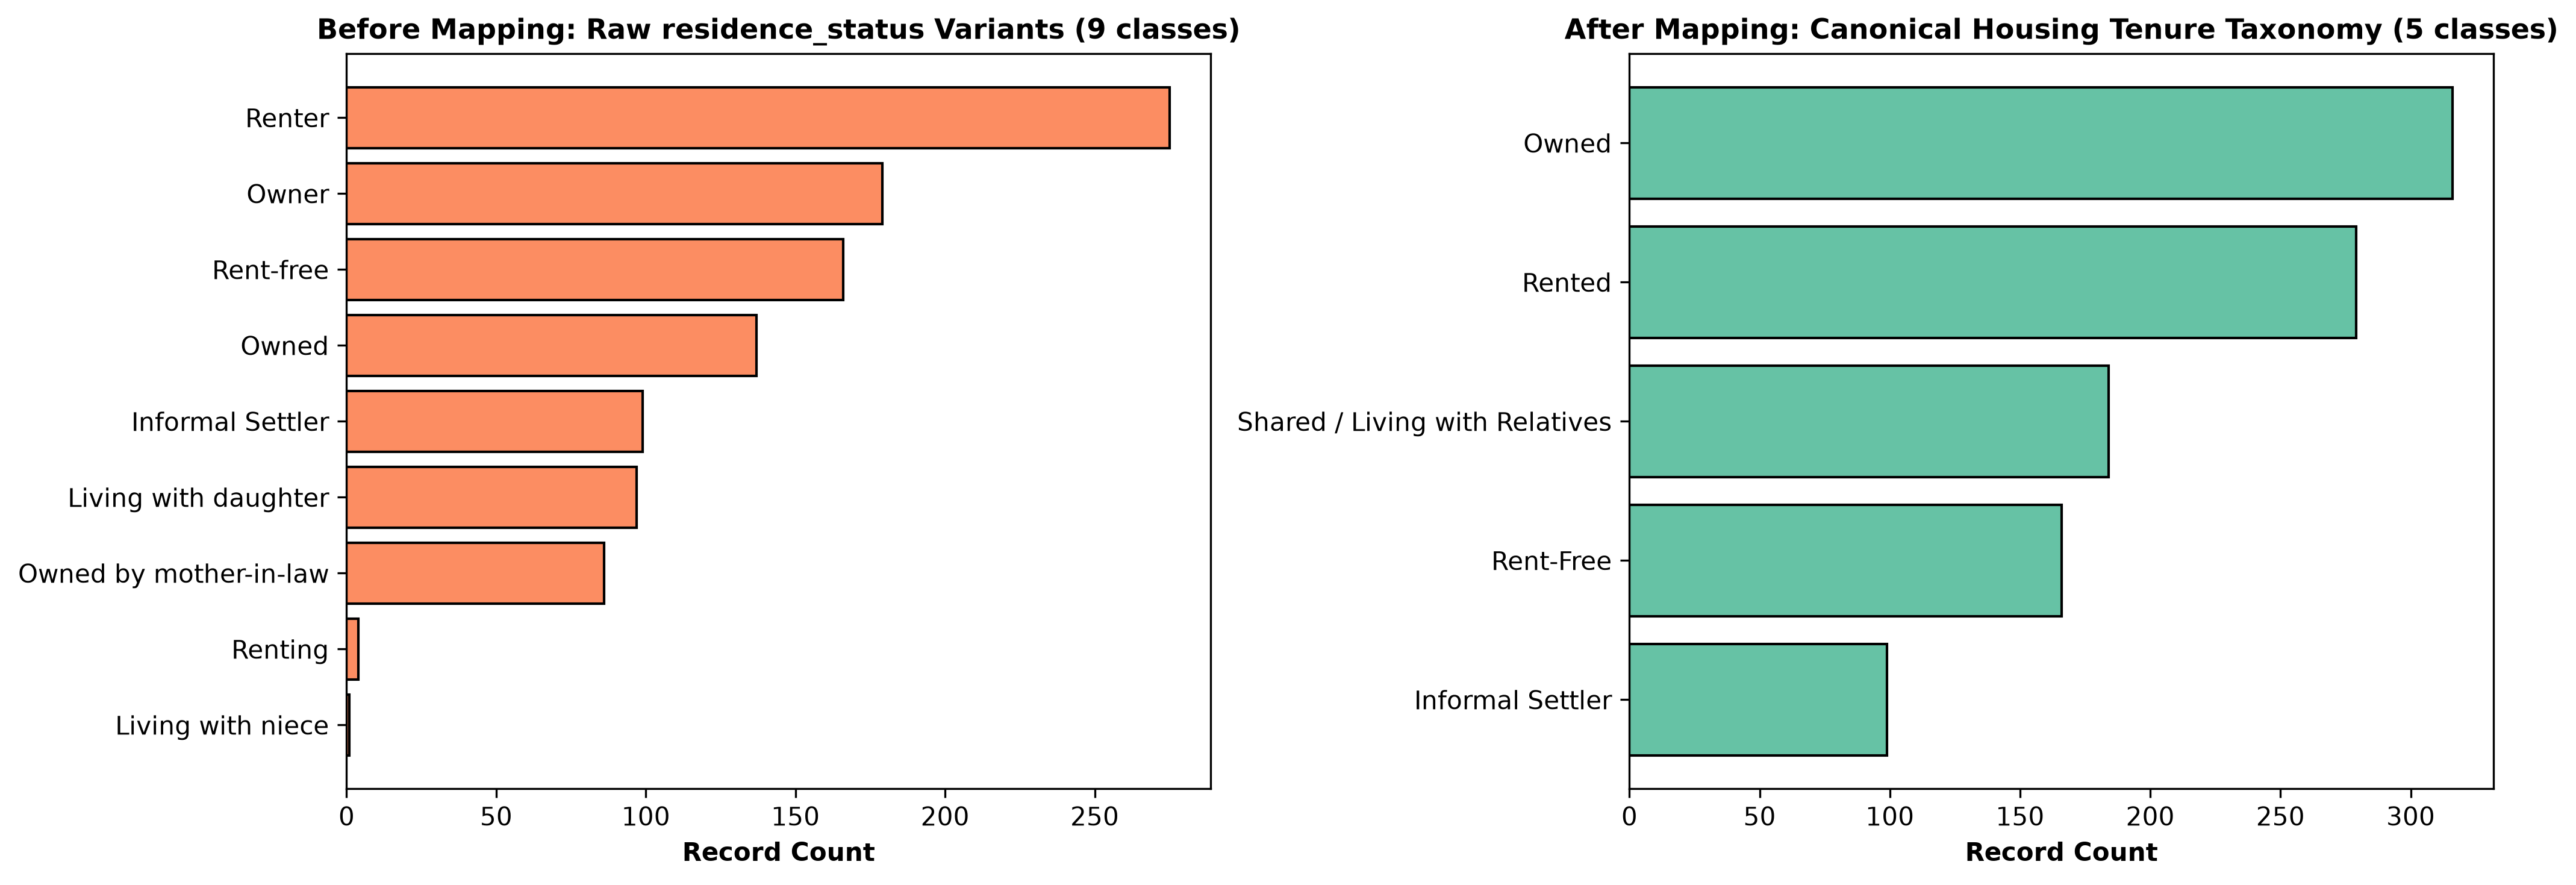 Before Mapping: Raw residence_status Variants (9 classes)
Renter
Owner
Rent-free
Owned
Informal Settler
Living with daughter
Owned by mother-in-law
Renting
Living with niece
0 50 100 150 200 250
Record Count
After Mapping: Canonical Housing Tenure Taxonomy (5 classes)
Owned
Rented
Shared / Living with Relatives
Rent-Free
Informal Settler
0 50 100 150 200 250 300
Record Count